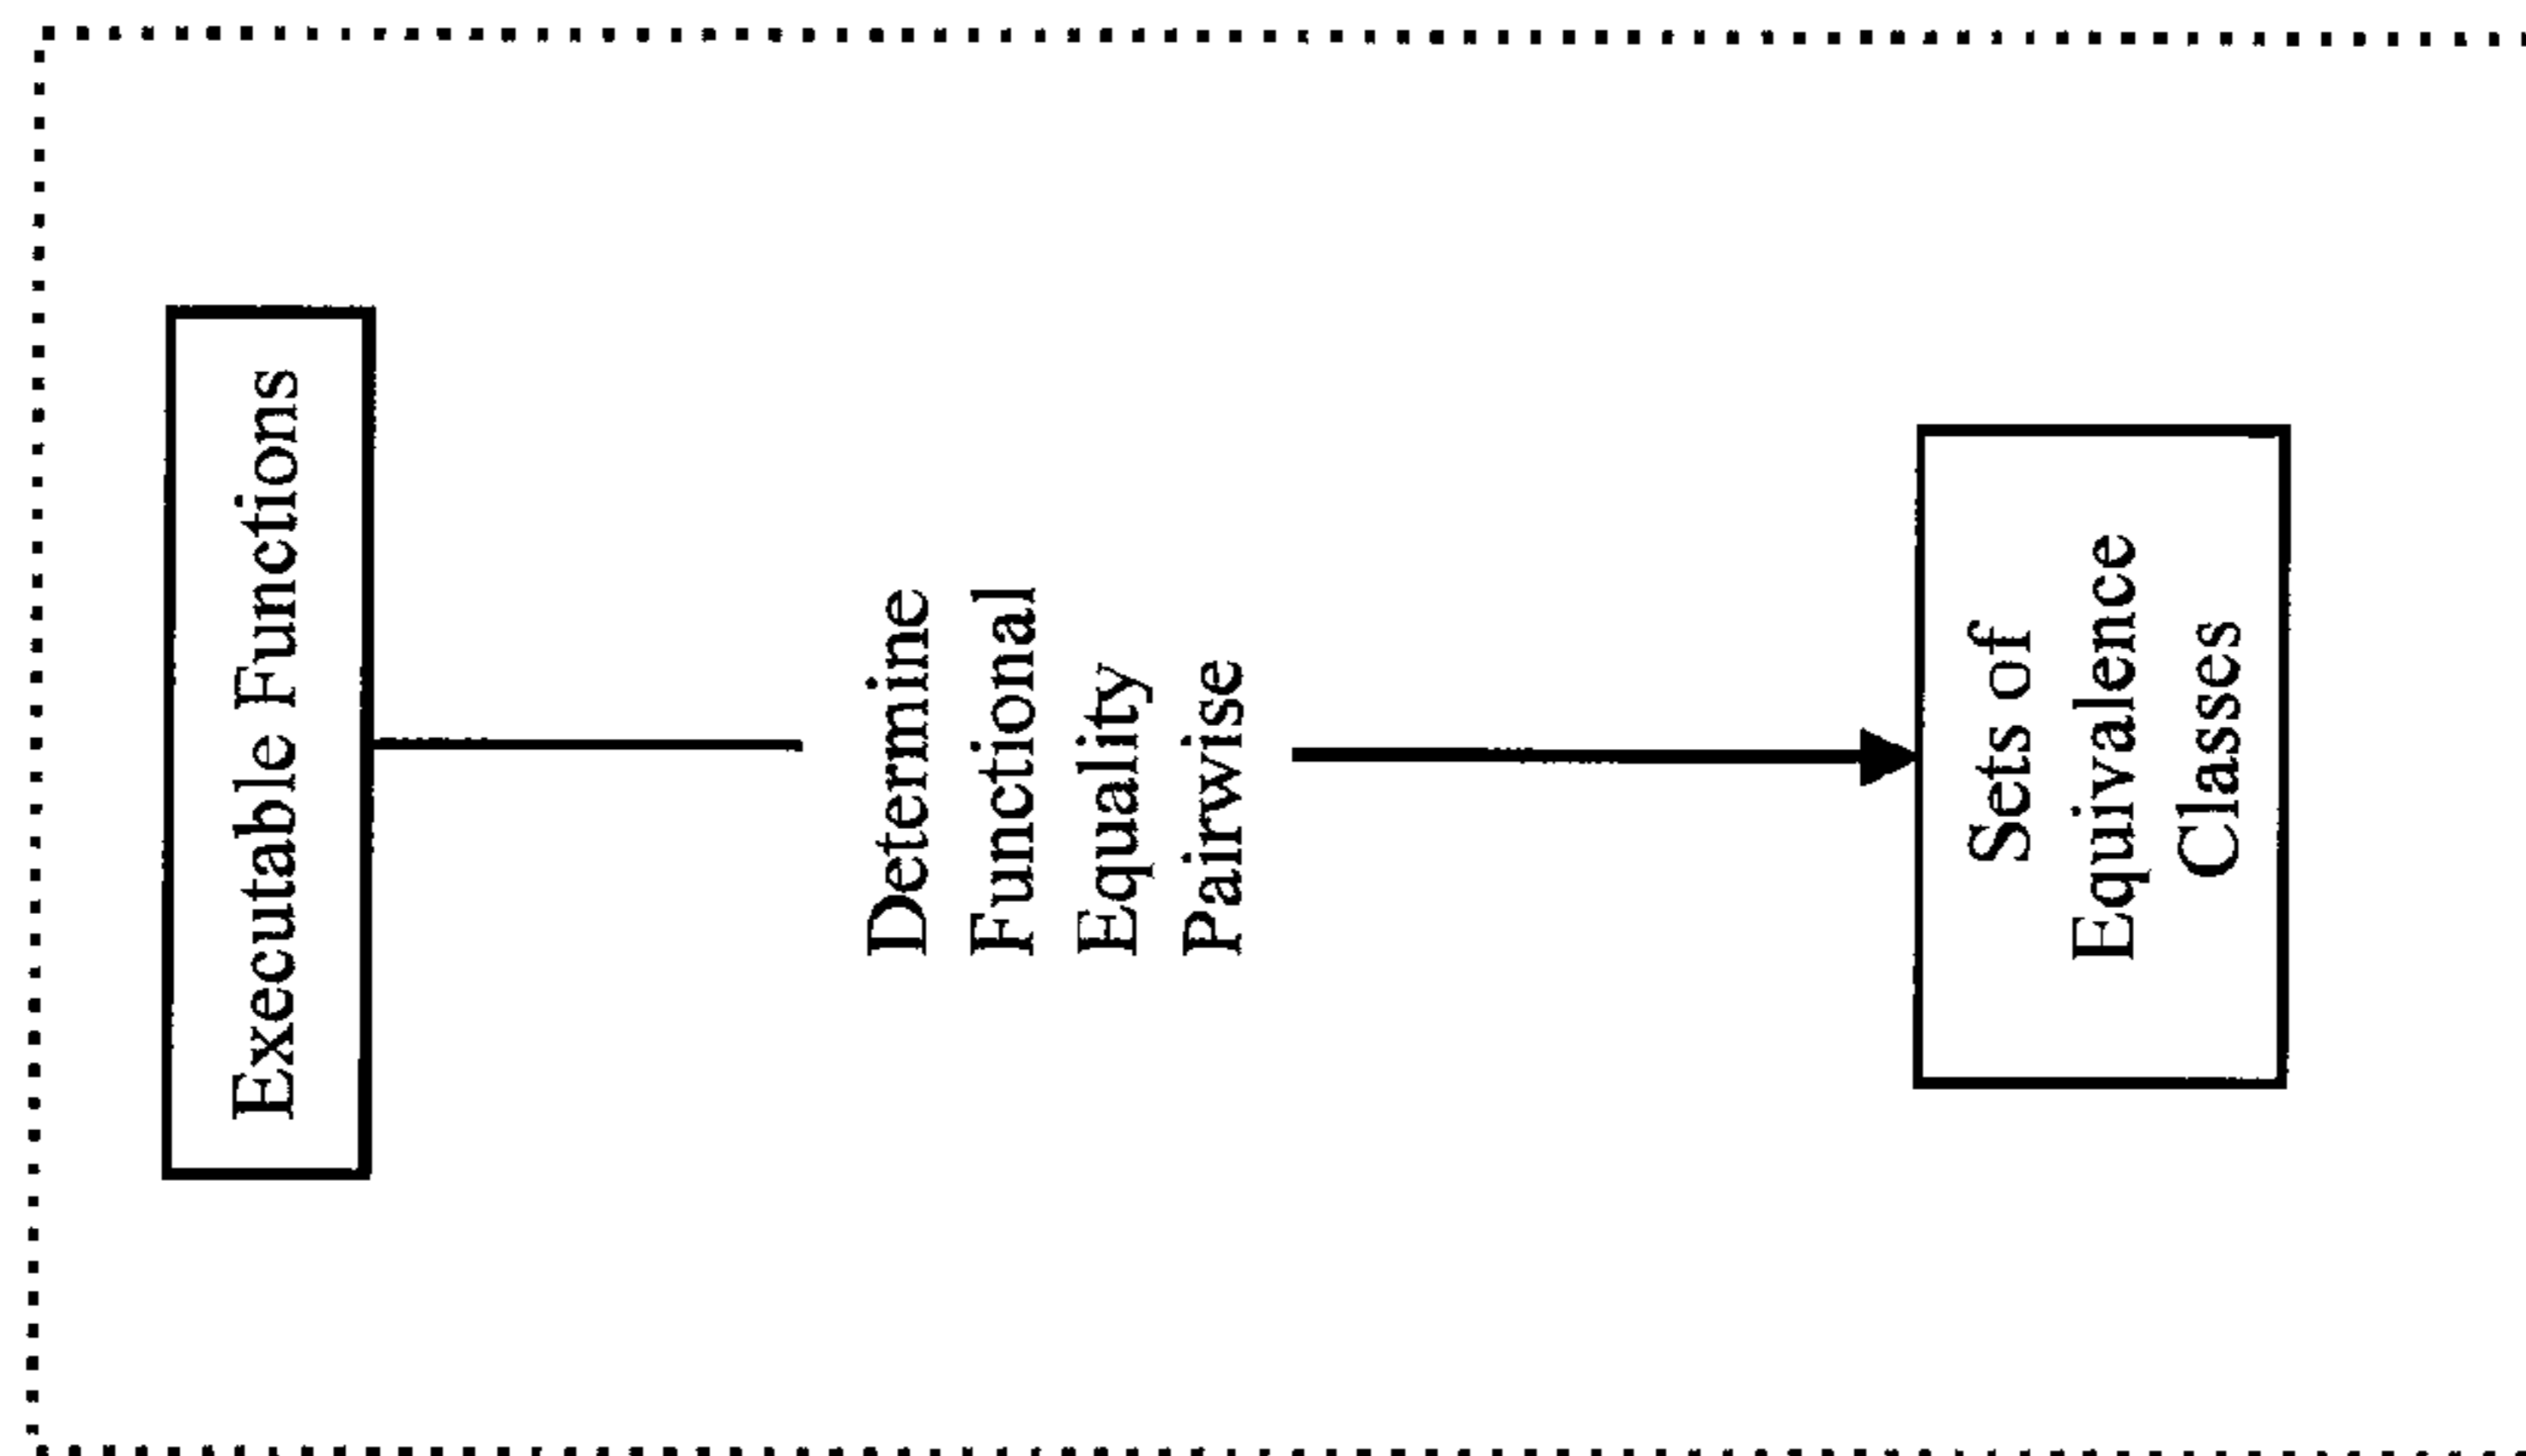 Executable Functions
Determine
Functional
Equality
Pairwise
Sets of
Equivalence
Classes